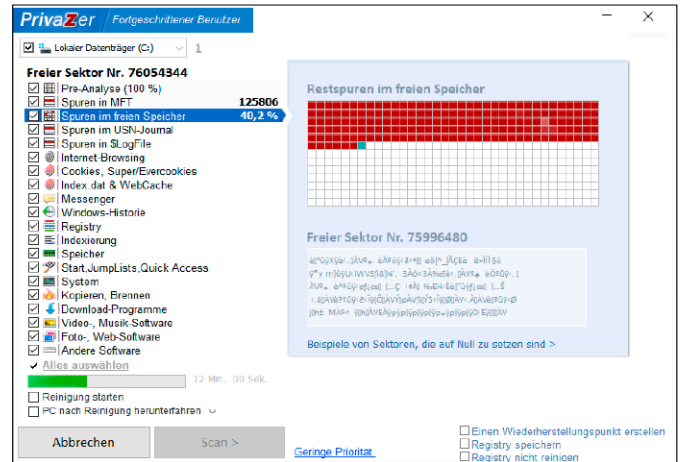 PrivaZer Fortgeschrittener Benutzer
Lokaler Datenträger (C:) 1
Freier Sektor Nr. 76054344
Pre-Analyse (100 %)
Spuren in MFT 125806
Spuren im freien Speicher 40,2 %
Spuren im USN-Journal
Spuren in $LogFile
Internet-Browsing
Cookies, Super/Evercookies
Index.dat & WebCache
Messenger
Windows-Historie
Registry
Indexierung
Speicher
Start,JumpLists,Quick Access
System
Kopieren, Brennen
Download-Programme
Video-, Musik-Software
Foto-, Web-Software
Andere Software
Alles auswählen
12 Min. 00 Sek.
Reinigung starten
PC nach Reinigung herunterfahren
Abbrechen
Scan >
Restspuren im freien Speicher
Freier Sektor Nr. 75996480
Beispiele von Sektoren, die auf Null zu setzen sind >
Geringe Priorität
Einen Wiederherstellungspunkt erstellen
Registry speichern
Registry nicht reinigen